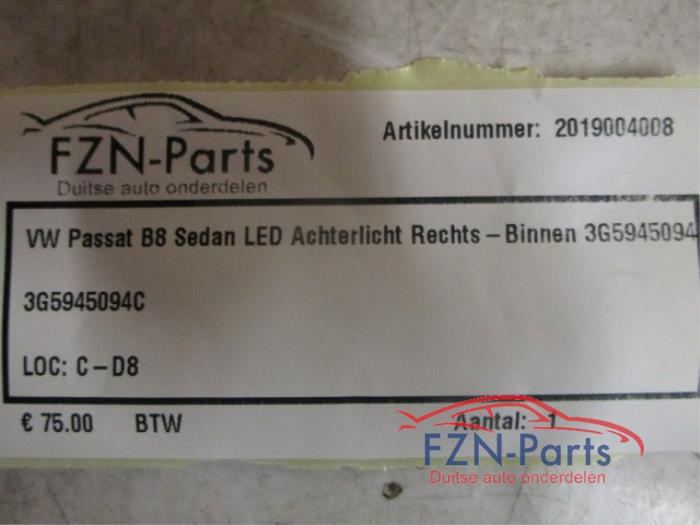 FZN-Parts
Duitse auto onderdelen
Artikelnummer: 2019004008
VW Passat B8 Sedan LED Achterlicht Rechts – Binnen 3G5945094
3G5945094C
LOC: C – D8
€ 75.00 BTW Aantal: 1
FZN-Parts
Duitse auto onderdelen